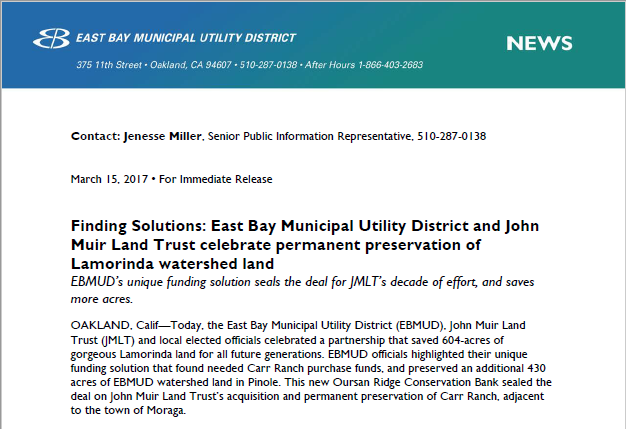 EAST BAY MUNICIPAL UTILITY DISTRICT
NEWS
375 11th Street • Oakland, CA 94607 • 510-287-0138 • After Hours 1-866-403-2683
Contact: Jenesse Miller, Senior Public Information Representative, 510-287-0138
March 15, 2017 • For Immediate Release
Finding Solutions: East Bay Municipal Utility District and John
Muir Land Trust celebrate permanent preservation of
Lamorinda watershed land
EBMUD's unique funding solution seals the deal for JMLT's decade of effort, and saves
more acres.
OAKLAND, Calif—Today, the East Bay Municipal Utility District (EBMUD), John Muir Land
Trust (JMLT) and local elected officials celebrated a partnership that saved 604-acres of
gorgeous Lamorinda land for all future generations. EBMUD officials highlighted their unique
funding solution that found needed Carr Ranch purchase funds, and preserved an additional 430
acres of EBMUD watershed land in Pinole. This new Oursan Ridge Conservation Bank sealed the
deal on John Muir Land Trust's acquisition and permanent preservation of Carr Ranch, adjacent
to the town of Moraga.